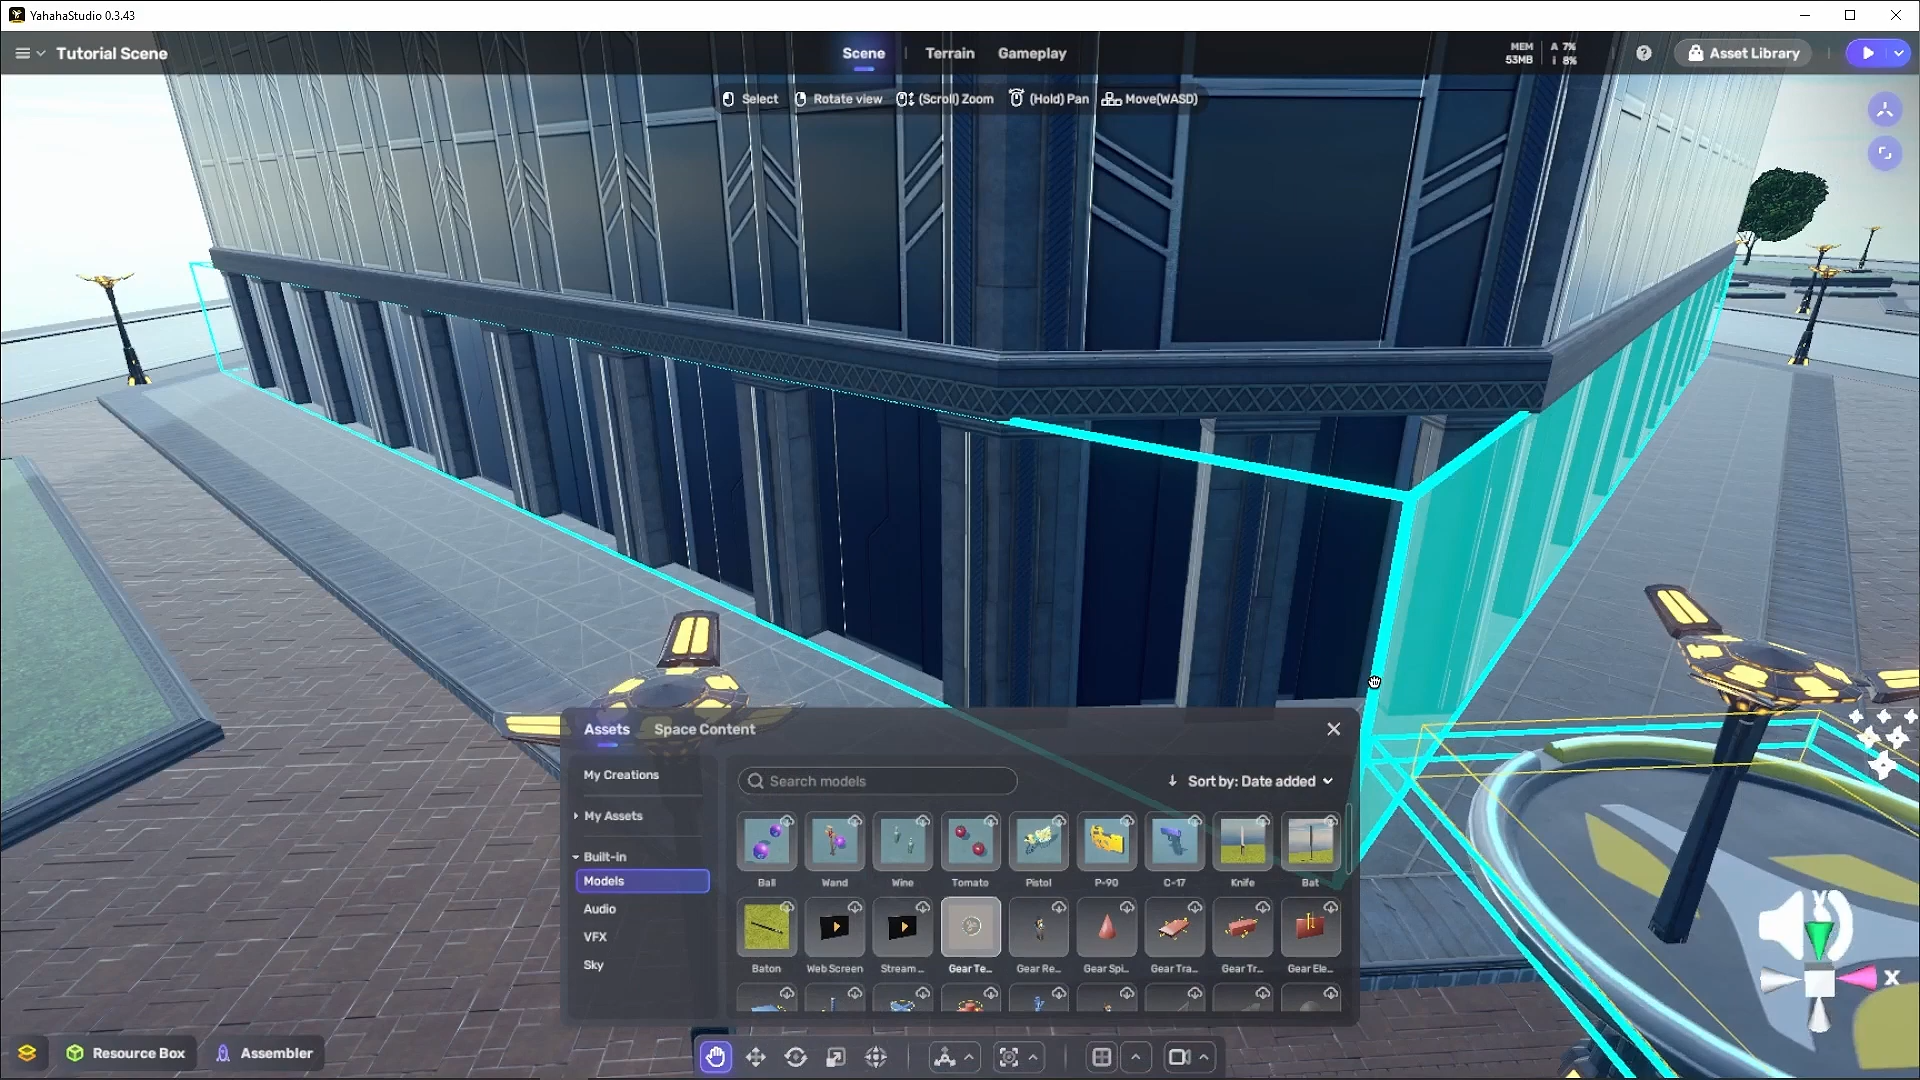 YahahaStudio 0.3.43
Tutorial Scene
Scene
Terrain
Gameplay
MEM
53MB
A 7%
i 8%
Asset Library
Select
Rotate view
(Scroll) Zoom
(Hold) Pan
Move(WASD)
Assets
Space Content
My Creations
My Assets
Built-in
Models
Audio
VFX
Sky
Search models
Sort by: Date added
Ball
Wand
Wine
Tomato
Pistol
P-90
C-17
Knife
Bat
Baton
Web Screen
Stream ...
Gear Te...
Gear Re...
Gear Spi...
Gear Tra...
Gear Tr...
Gear Ele...
Y
X
Resource Box
Assembler